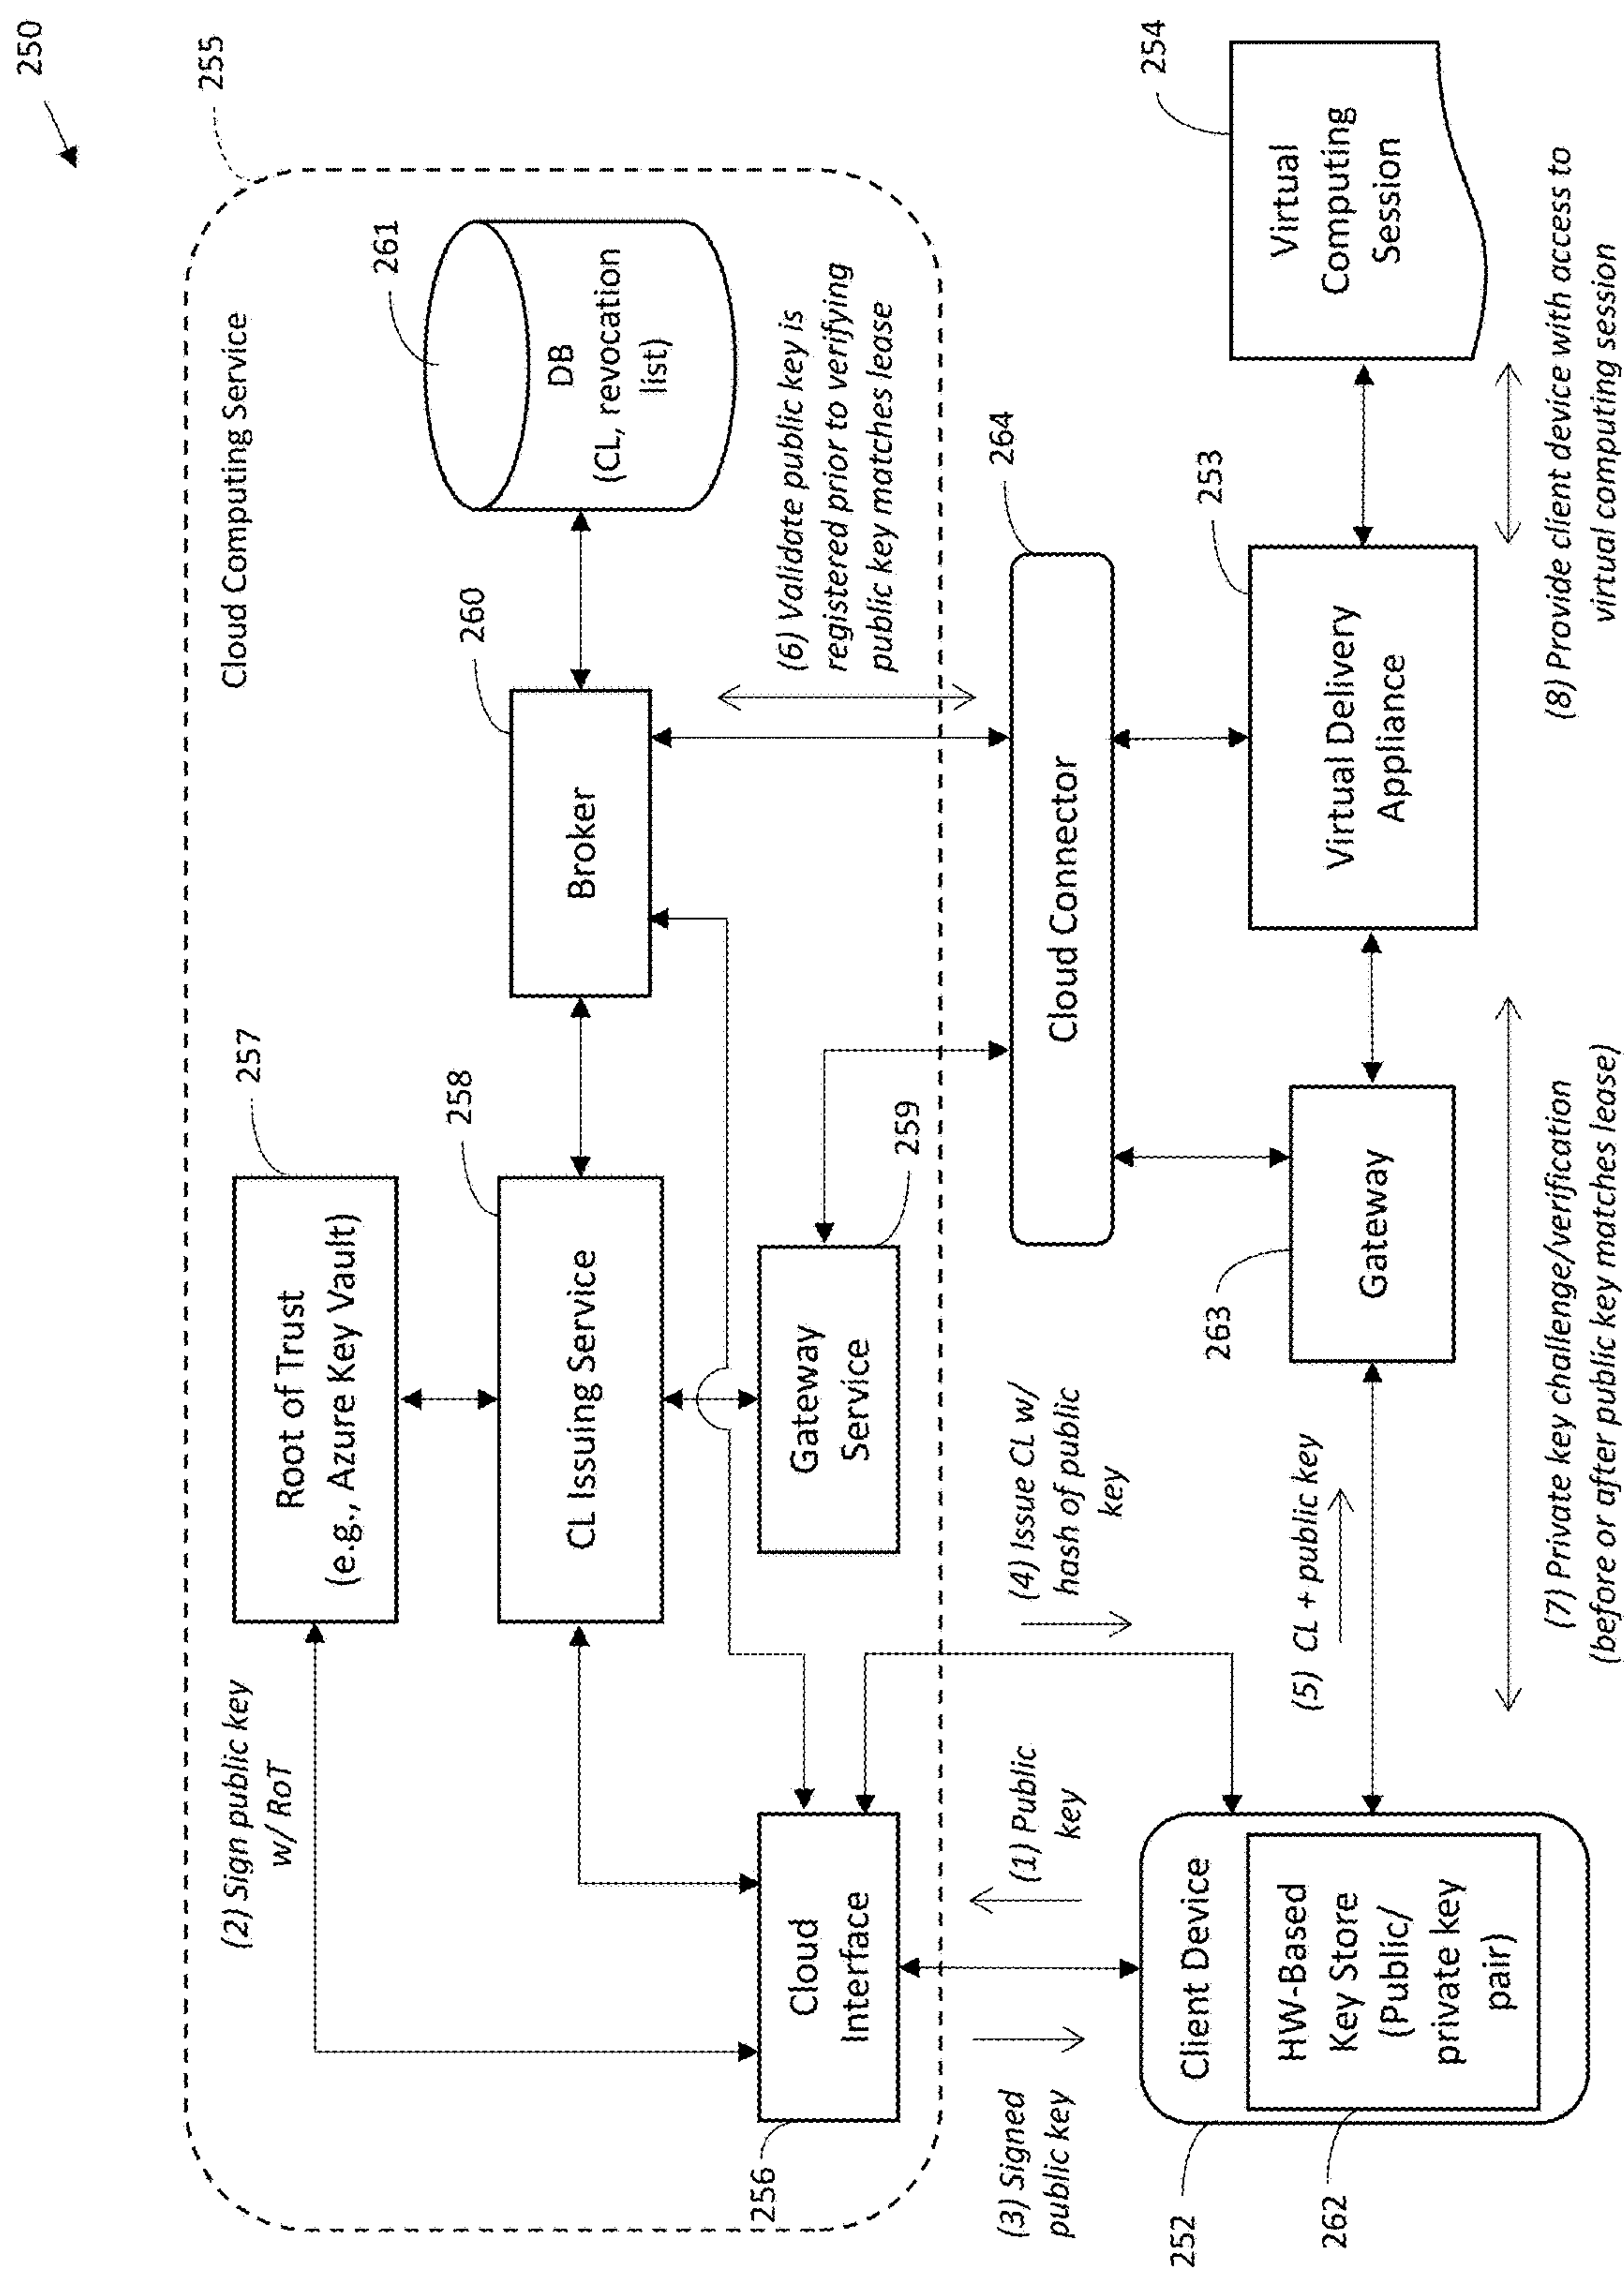 250
255
Cloud Computing Service
(2) Sign public key
w/ RoT
257
Root of Trust
(e.g., Azure Key Vault)
258
CL Issuing Service
260
Broker
261
DB
(CL, revocation
list)
256
Cloud
Interface
259
Gateway
Service
(6) Validate public key is
registered prior to verifying
public key matches lease
(3) Signed
public key
(1) Public
key
(4) Issue CL w/
hash of public
key
264
Cloud Connector
252
Client Device
262
HW-Based
Key Store
(Public/
private key
pair)
(5) CL + public key
263
Gateway
253
Virtual Delivery
Appliance
254
Virtual
Computing
Session
(7) Private key challenge/verification
(before or after public key matches lease)
(8) Provide client device with access to
virtual computing session